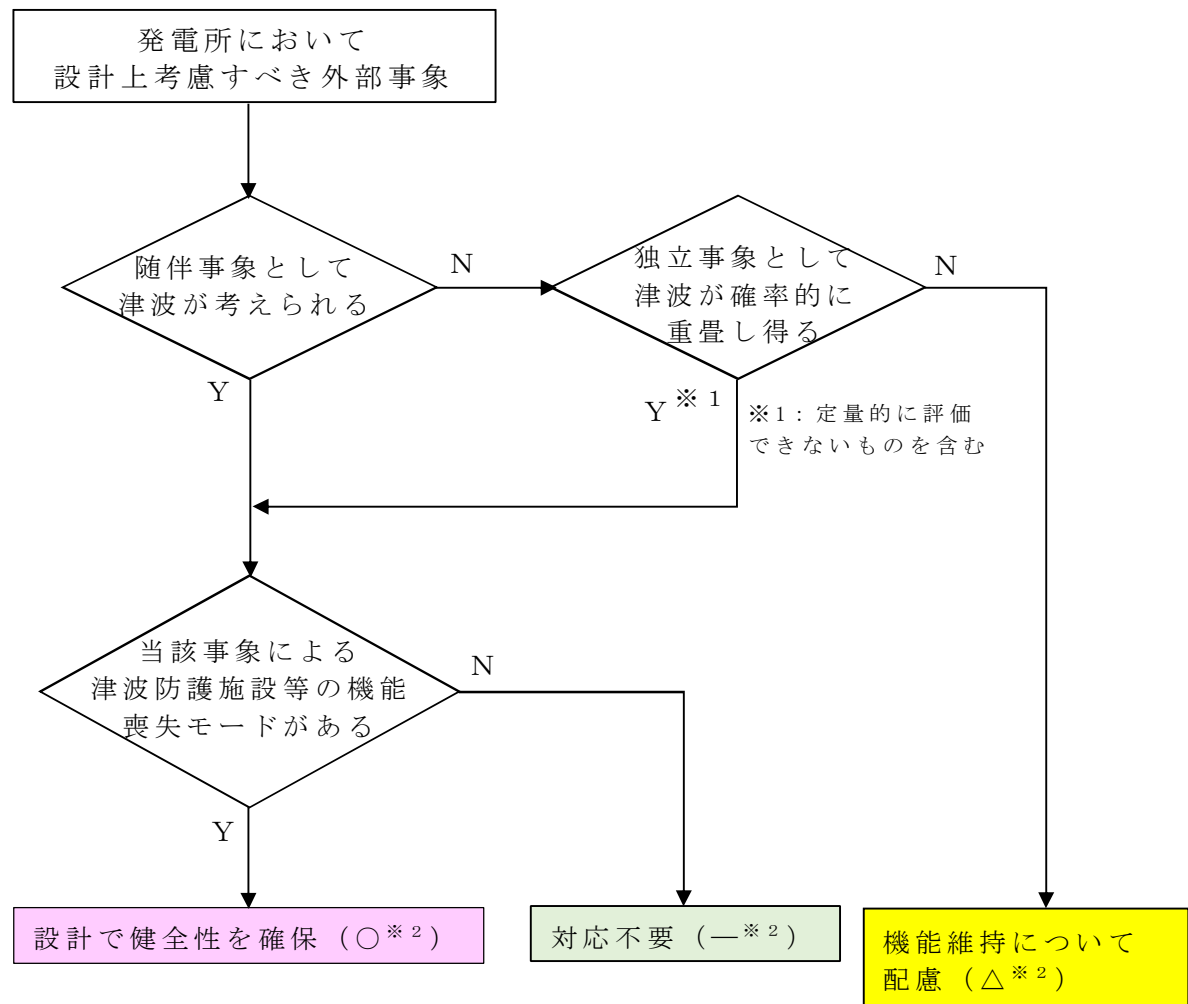 発電所において
設計上考慮すべき外部事象
随伴事象として
津波が考えられる
N
独立事象として
津波が確率的に
重畳し得る
N
Y
Y※1
※1：定量的に評価
できないものを含む
当該事象による
津波防護施設等の機能
喪失モードがある
N
Y
設計で健全性を確保（○※2）
対応不要（―※2）
機能維持について
配慮（△※2）